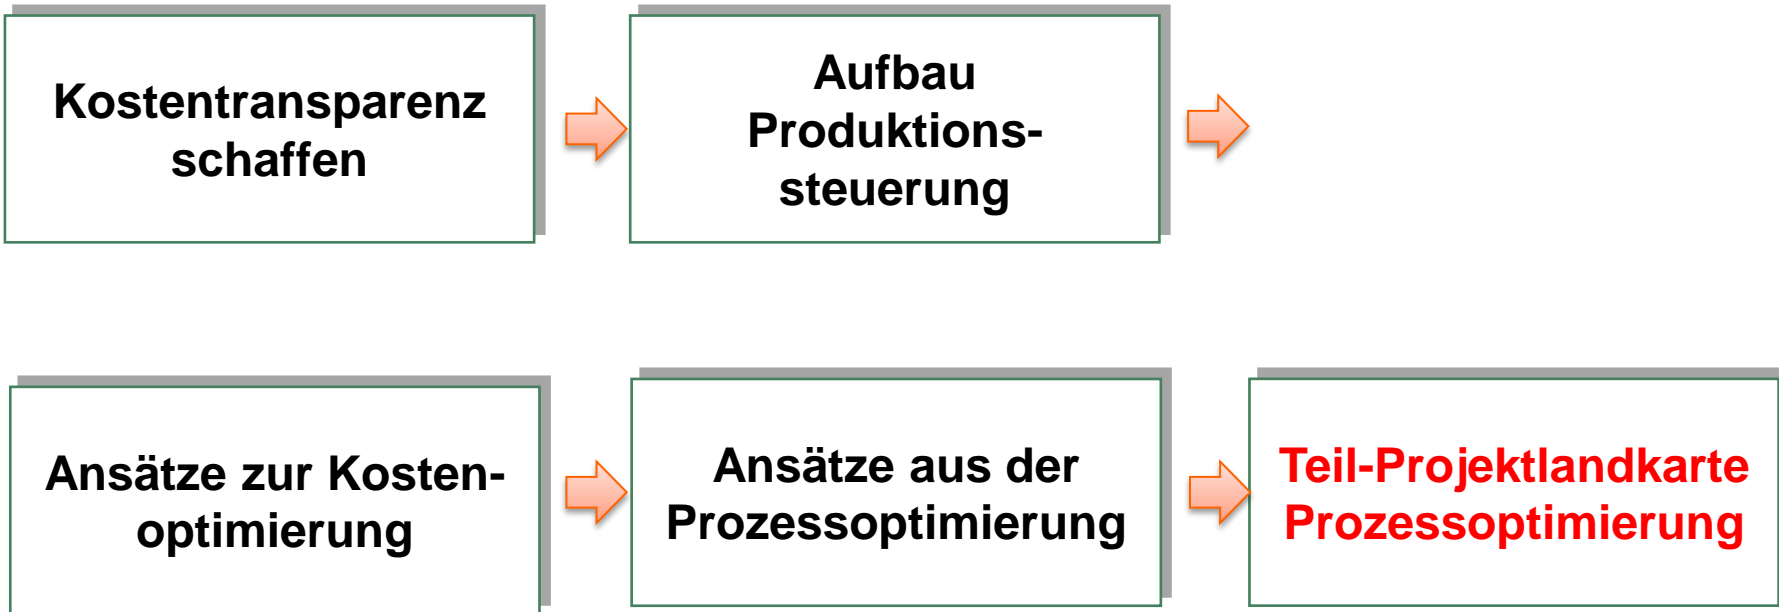 Kostentransparenz
schaffen
Aufbau
Produktions-
steuerung
Ansätze zur Kosten-
optimierung
Ansätze aus der
Prozessoptimierung
Teil-Projektlandkarte
Prozessoptimierung